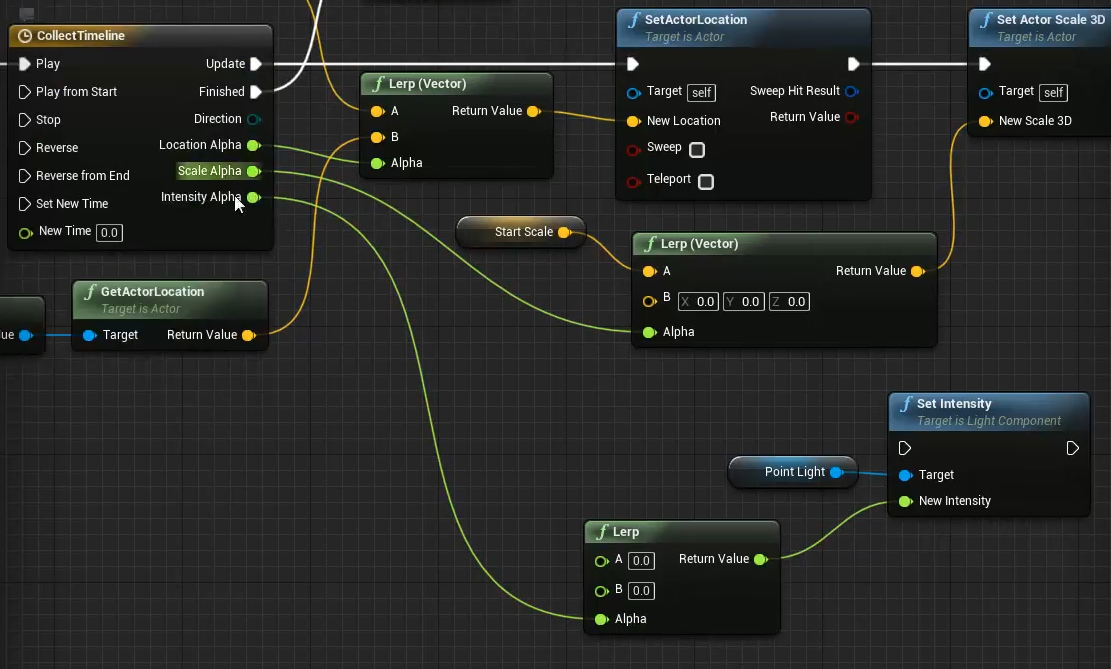 CollectTimeline
Play
Update
Play from Start
Finished
Stop
Direction
Reverse
Location Alpha
Reverse from End
Scale Alpha
Set New Time
Intensity Alpha
New Time 0.0
Lerp (Vector)
A
Return Value
B
Alpha
SetActorLocation
Target is Actor
Target self
Sweep Hit Result
New Location
Return Value
Sweep
Teleport
Set Actor Scale 3D
Target is Actor
Target self
New Scale 3D
Start Scale
Lerp (Vector)
A
Return Value
B X 0.0 Y 0.0 Z 0.0
Alpha
ue
GetActorLocation
Target is Actor
Target
Return Value
Point Light
Set Intensity
Target is Light Component
Target
New Intensity
Lerp
A 0.0
Return Value
B 0.0
Alpha